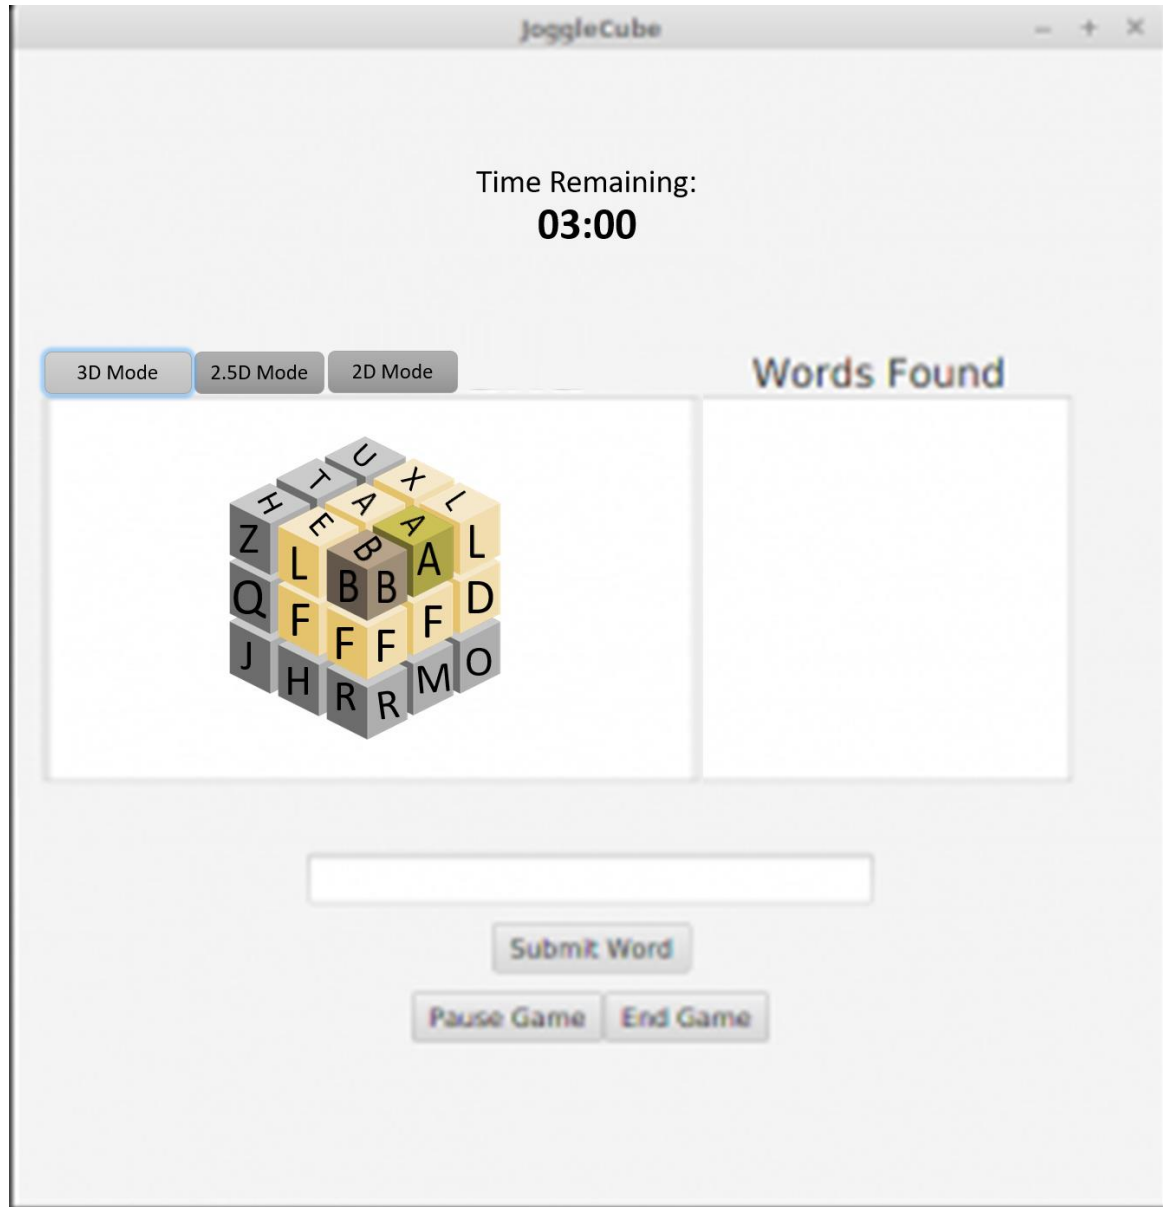 JoggleCube
Time Remaining:
03:00
3D Mode 2.5D Mode 2D Mode
Words Found
U
T X
H A L
E A
B
Z L B B A L
Q F F F F D
J H R R M O
Submit Word
Pause Game End Game